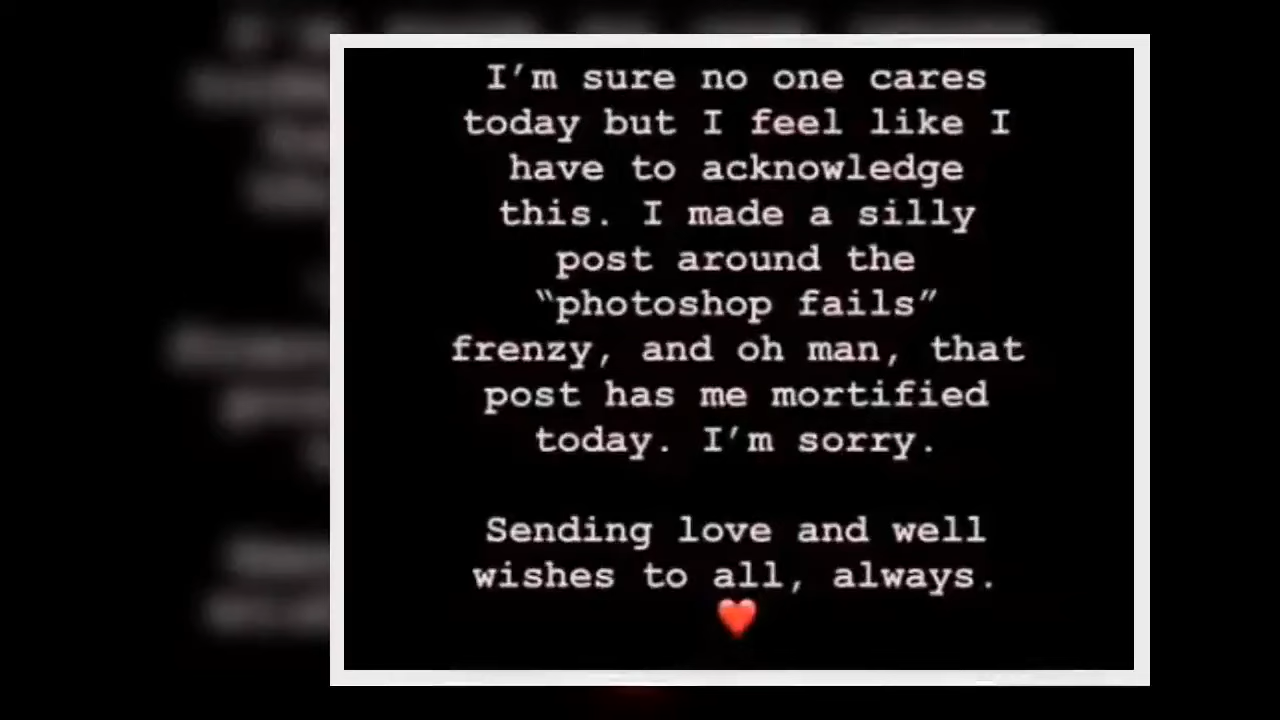 I’m sure no one cares
today but I feel like I
have to acknowledge
this. I made a silly
post around the
“photoshop fails”
frenzy, and oh man, that
post has me mortified
today. I’m sorry.
Sending love and well
wishes to all, always.
❤️